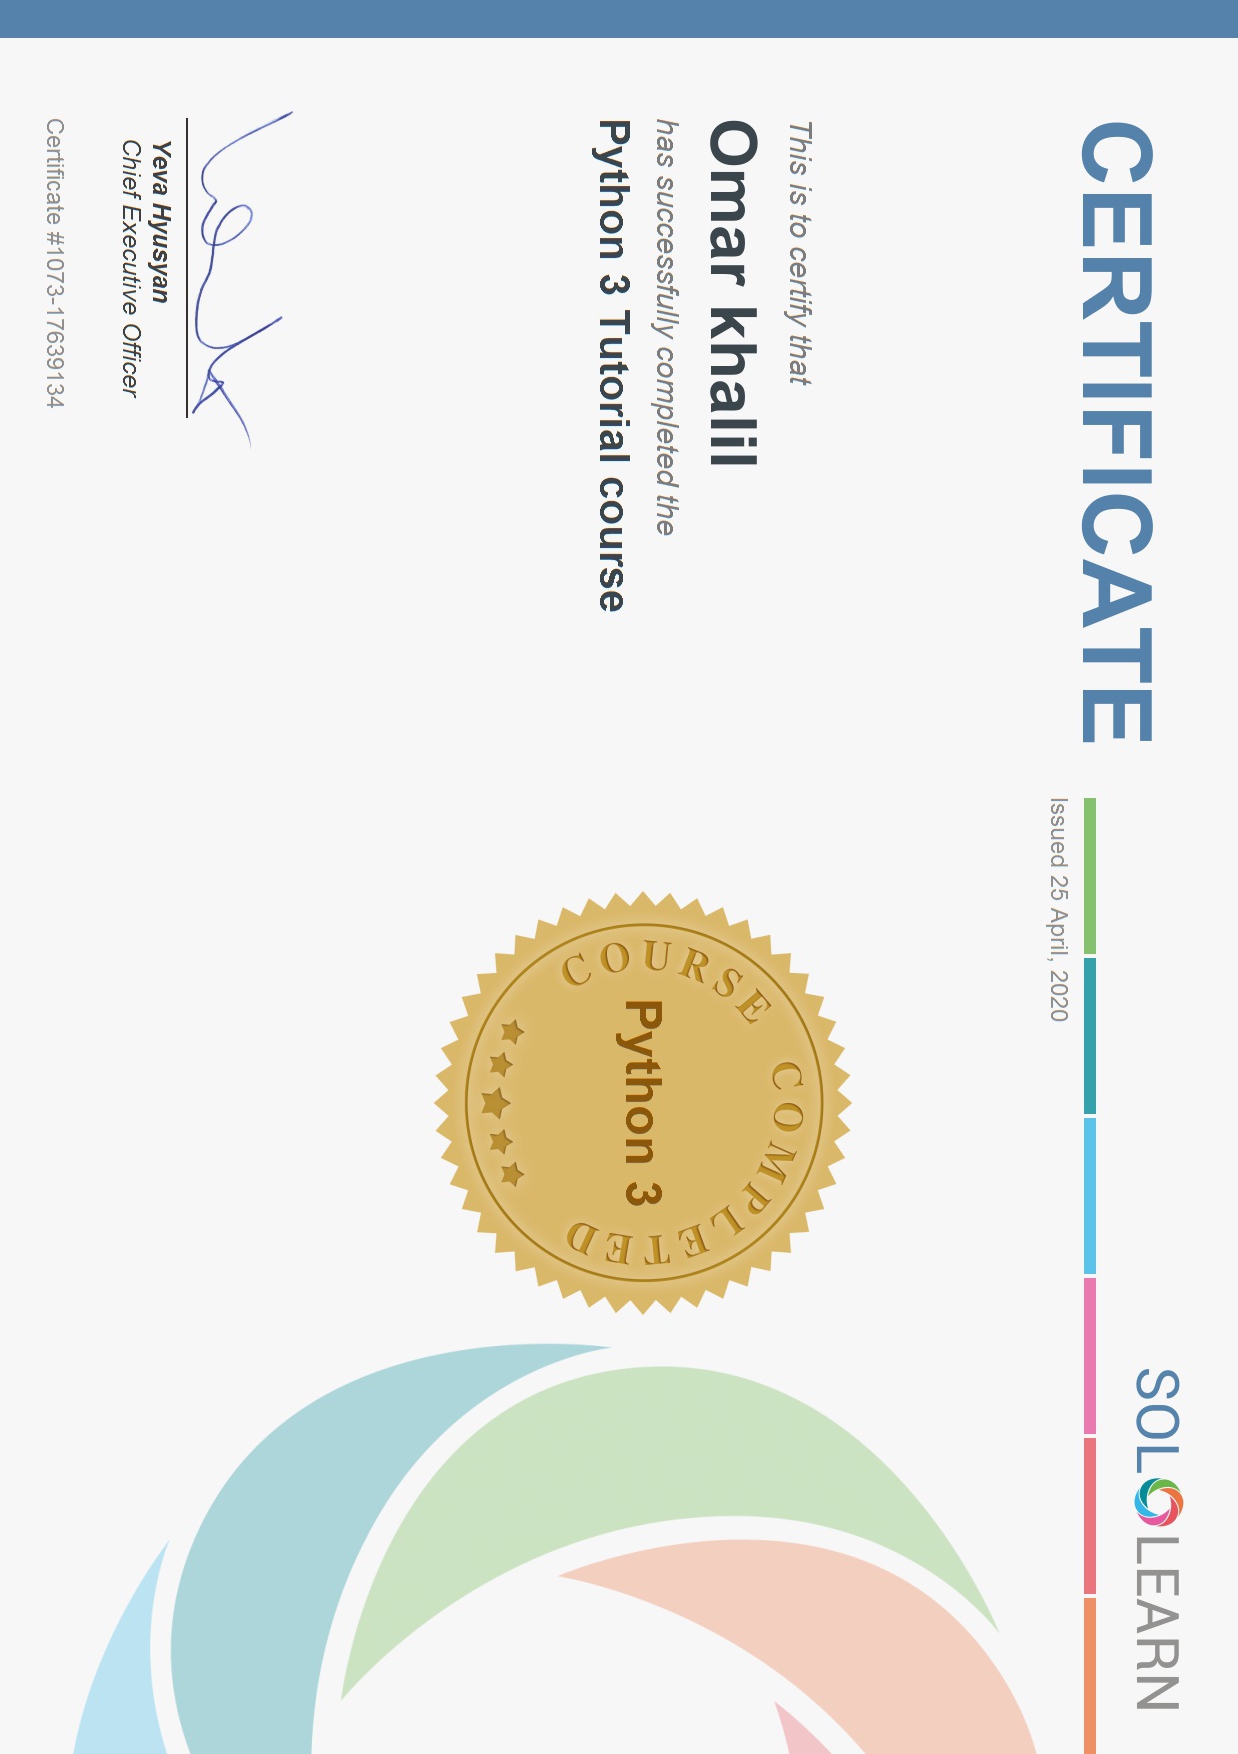 CERTIFICATE
SOLOLEARN
Issued 25 April, 2020
This is to certify that
Omar khalil
has successfully completed the
Python 3 Tutorial course
COURSE COMPLETED
Python 3
Yeva Hyusyan
Chief Executive Officer
Certificate #1073-17639134